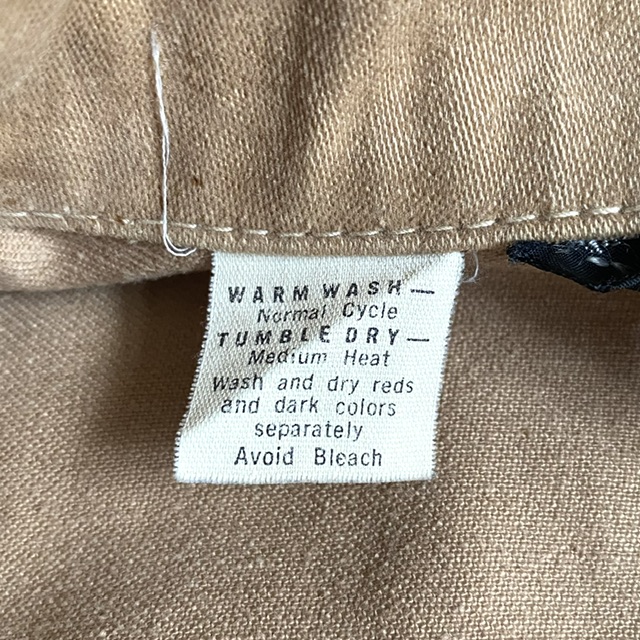 WARM WASH—
Normal Cycle
TUMBLE DRY—
Medium Heat
Wash and dry reds
and dark colors
separately
Avoid Bleach